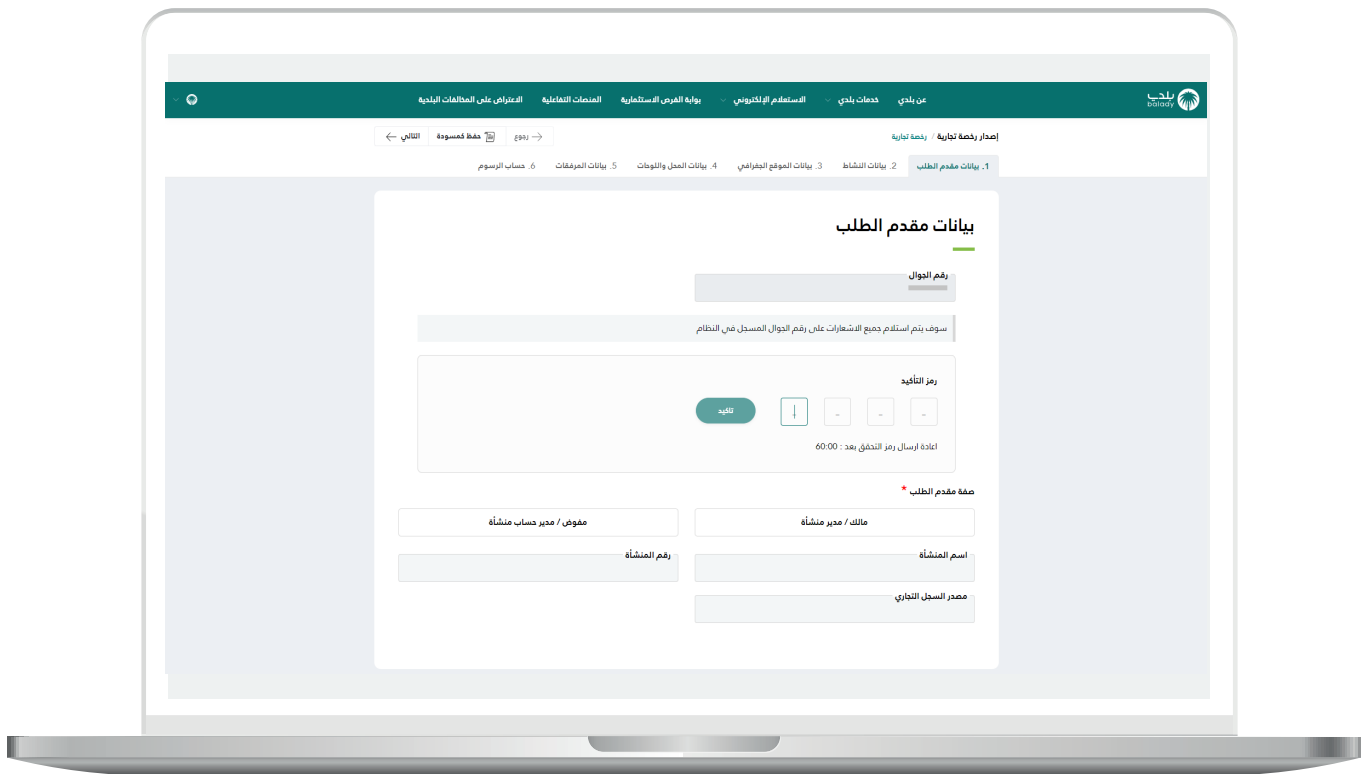 بلدي
balady
عن بلدي
خدمات بلدي
الاستعلام الإلكتروني
بوابة الفرص الاستثمارية
المنصات التفاعلية
الاعتراض على المخالفات البلدية
إصدار رخصة تجارية / رخصة تجارية
رجوع
حفظ كمسودة
التالي
1. بيانات مقدم الطلب
2. بيانات النشاط
3. بيانات الموقع الجغرافي
4. بيانات المحل واللوحات
5. بيانات المرفقات
6. حساب الرسوم
بيانات مقدم الطلب
رقم الجوال
سوف يتم استلام جميع الاشعارات على رقم الجوال المسجل في النظام
رمز التأكيد
تاكيد
اعادة ارسال رمز التحقق بعد : 60:00
صفة مقدم الطلب *
مالك / مدير منشأة
مفوض / مدير حساب منشأة
اسم المنشأة
رقم المنشأة
مصدر السجل التجاري